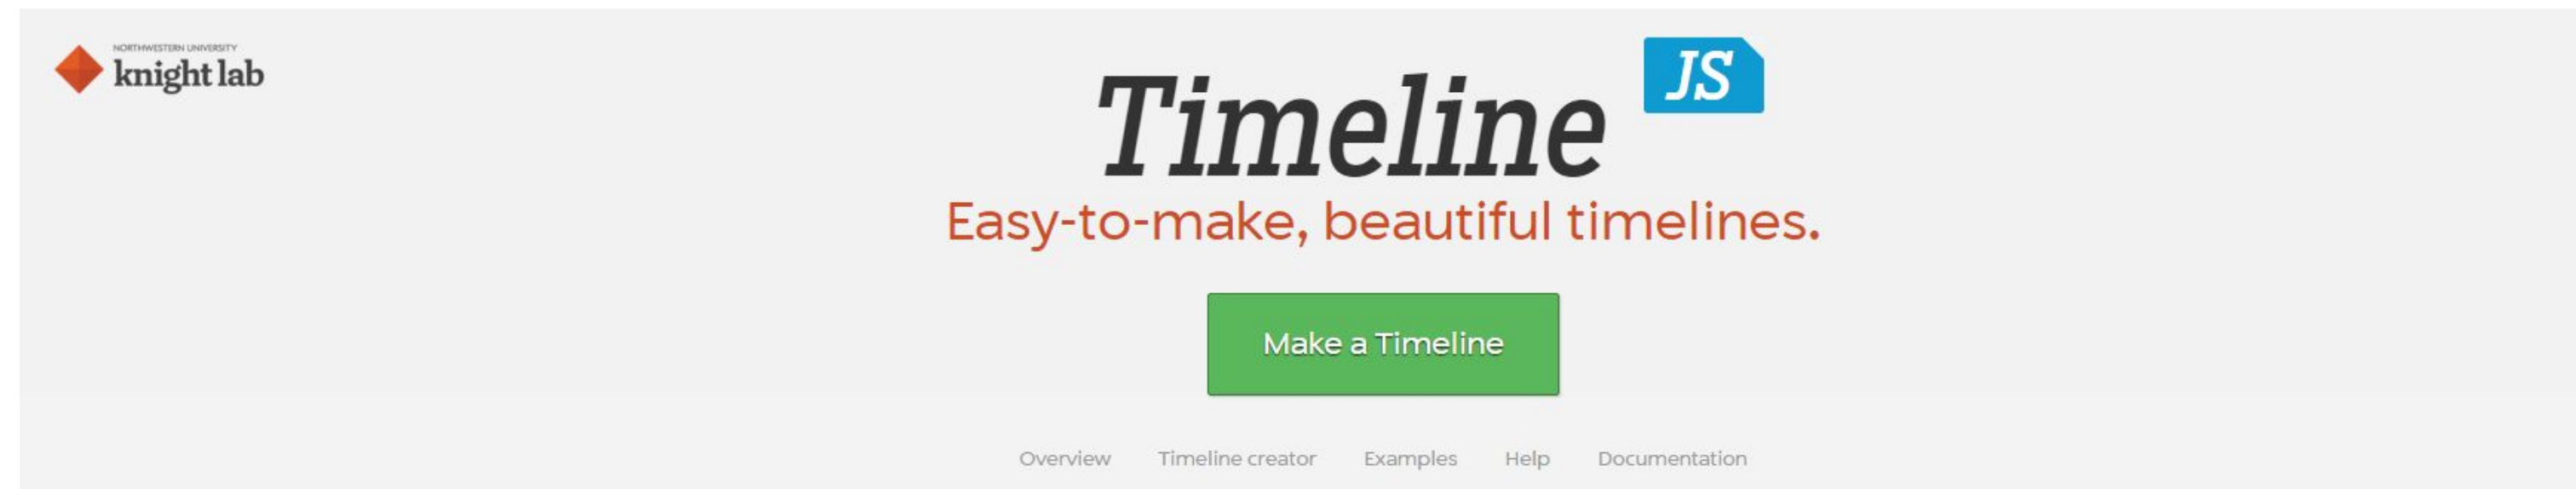 NORTHWESTERN UNIVERSITY
knight lab
Timeline JS
Easy-to-make, beautiful timelines.
Make a Timeline
Overview Timeline creator Examples Help Documentation